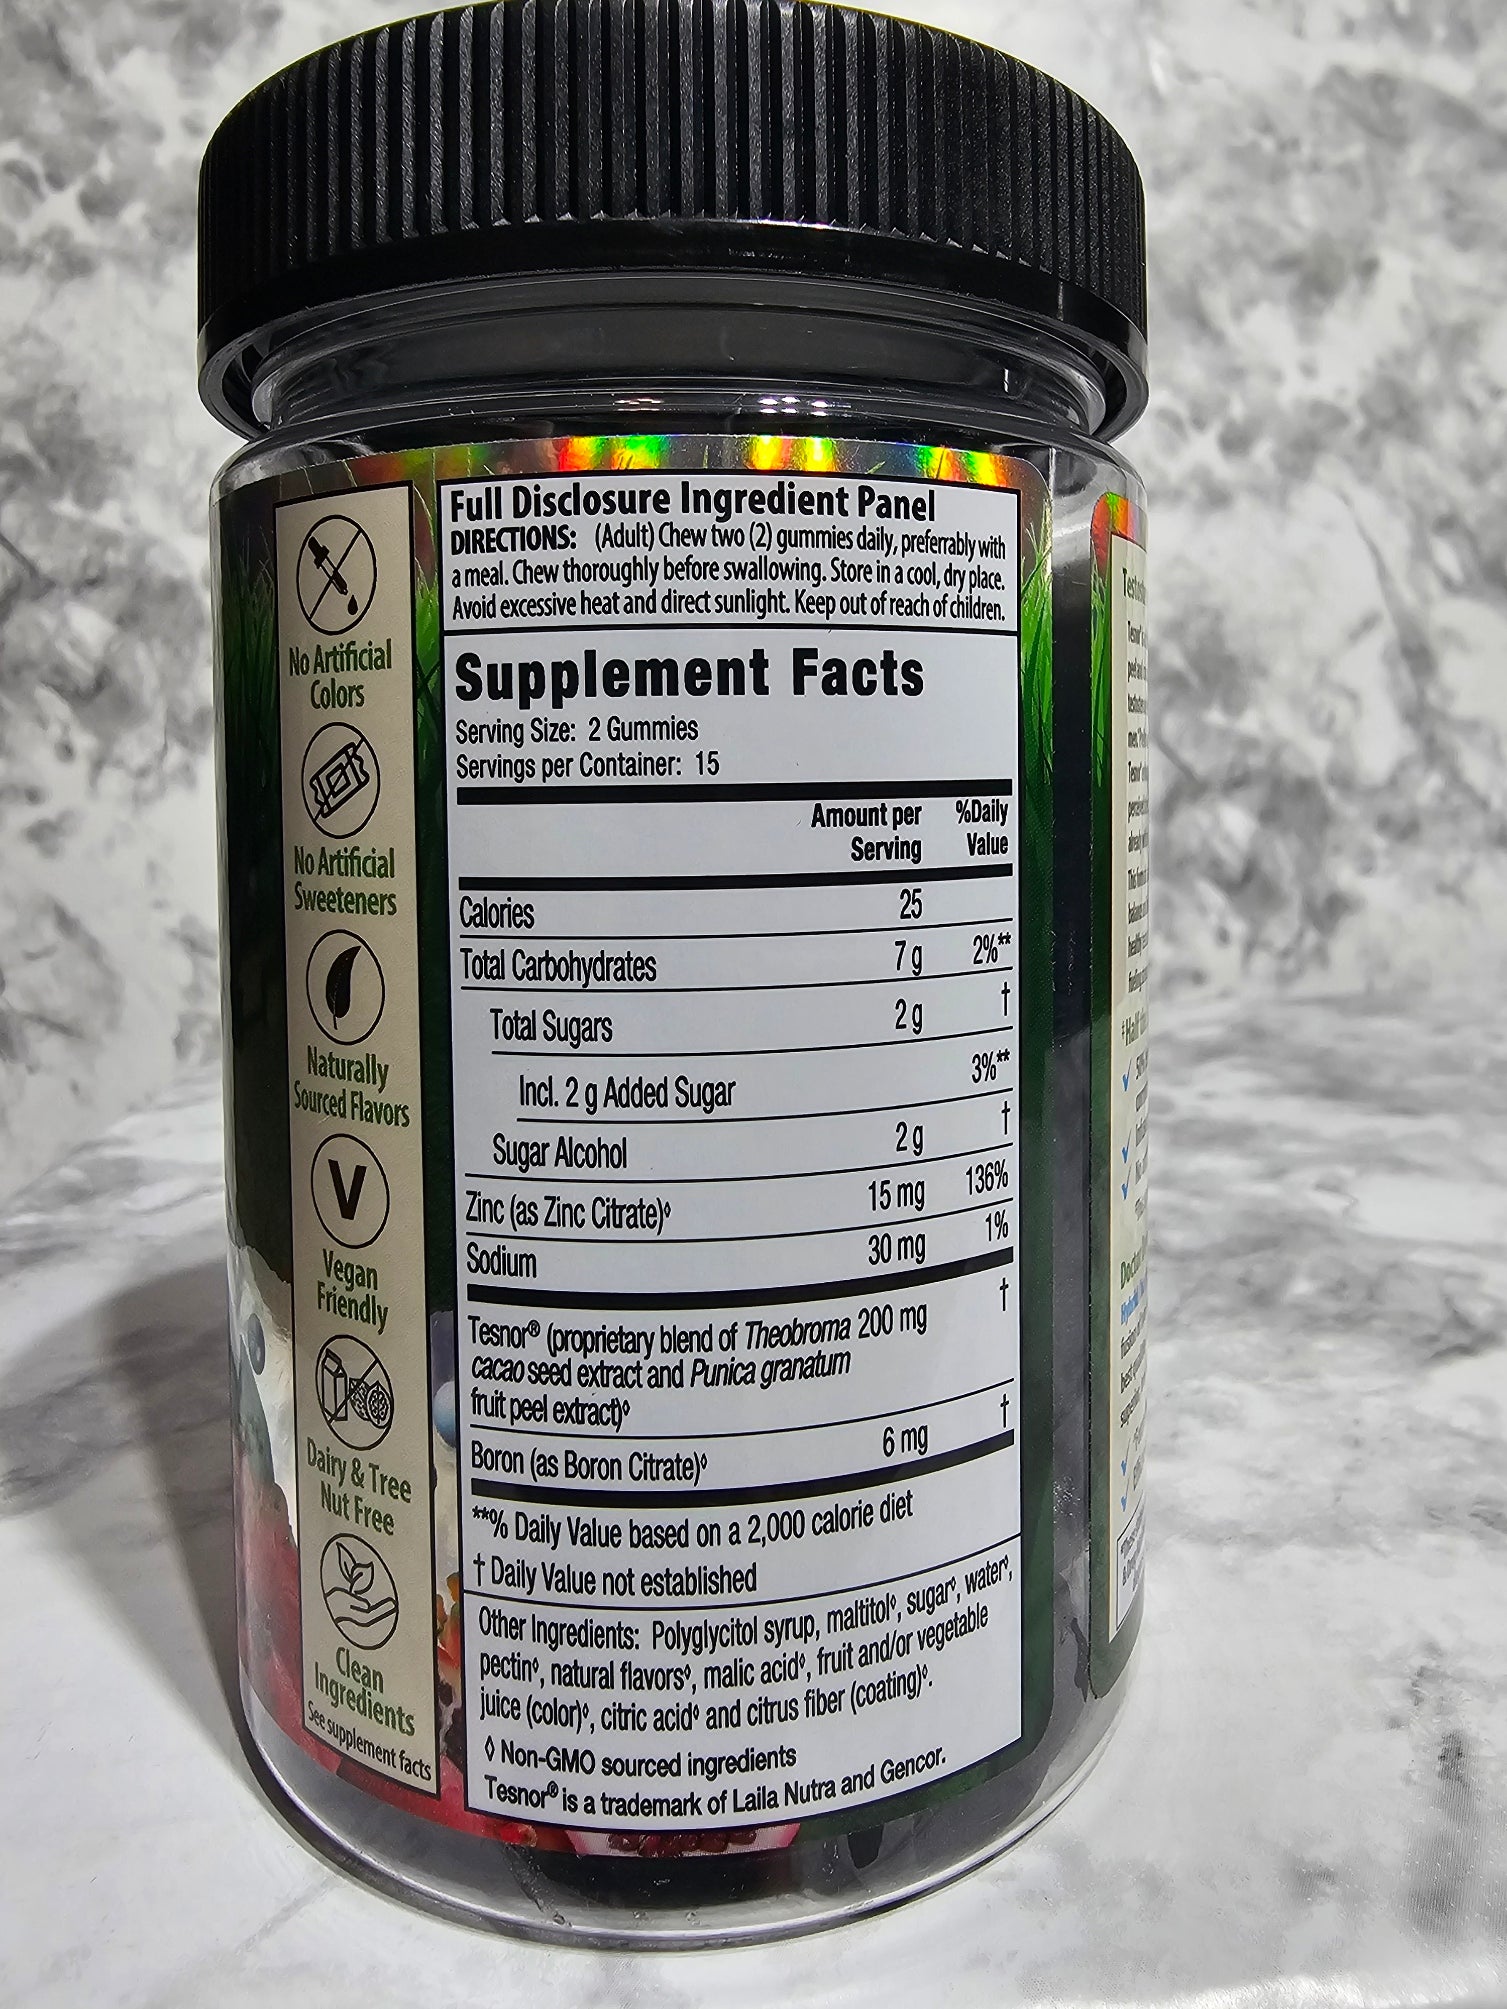 No Artificial
Colors
No Artificial
Sweeteners
Naturally
Sourced Flavors
V
Vegan
Friendly
Dairy & Tree
Nut Free
Clean
Ingredients
See supplement facts
Full Disclosure Ingredient Panel
DIRECTIONS: (Adult) Chew two (2) gummies daily, preferrably with
a meal. Chew thoroughly before swallowing. Store in a cool, dry place.
Avoid excessive heat and direct sunlight. Keep out of reach of children.
Supplement Facts
Serving Size: 2 Gummies
Servings per Container: 15
Amount per %Daily
Serving Value
Calories 25
Total Carbohydrates 7 g 2%**
Total Sugars 2 g †
Incl. 2 g Added Sugar 3%**
Sugar Alcohol 2 g †
Zinc (as Zinc Citrate)◊ 15 mg 136%
Sodium 30 mg 1%
Tesnor® (proprietary blend of Theobroma 200 mg †
cacao seed extract and Punica granatum
fruit peel extract)◊
Boron (as Boron Citrate)◊ 6 mg †
**% Daily Value based on a 2,000 calorie diet
† Daily Value not established
Other Ingredients: Polyglycitol syrup, maltitol◊, sugar◊, water◊,
pectin◊, natural flavors◊, malic acid◊, fruit and/or vegetable
juice (color)◊, citric acid◊ and citrus fiber (coating)◊.
◊ Non-GMO sourced ingredients
Tesnor® is a trademark of Laila Nutra and Gencor.